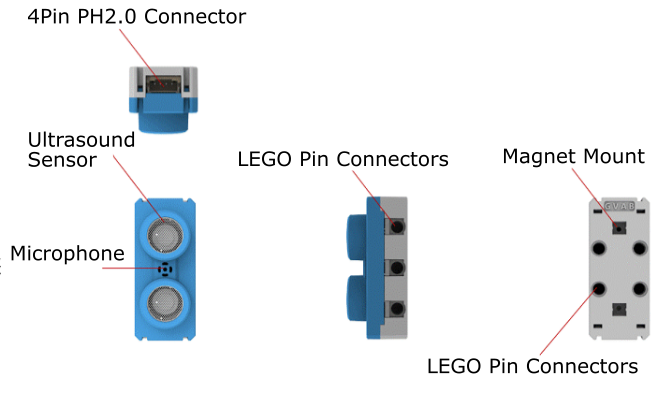 4Pin PH2.0 Connector
Ultrasound
Sensor
LEGO Pin Connectors
Magnet Mount
G V A B
Microphone
LEGO Pin Connectors